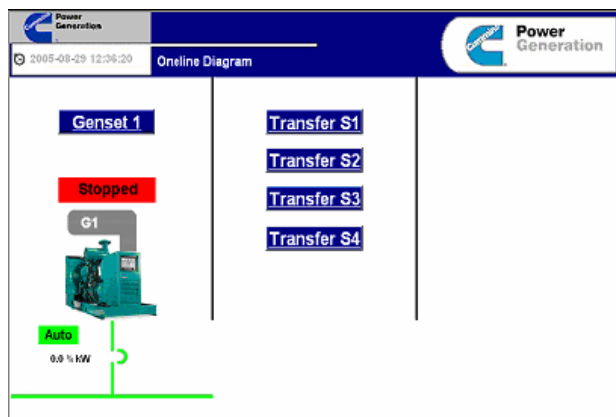 Power
Generation
2005-08-29 12:36:20
Oneline Diagram
Cummins
Power
Generation
Genset 1
Stopped
G1
Auto
0.0 % kW
Transfer S1
Transfer S2
Transfer S3
Transfer S4